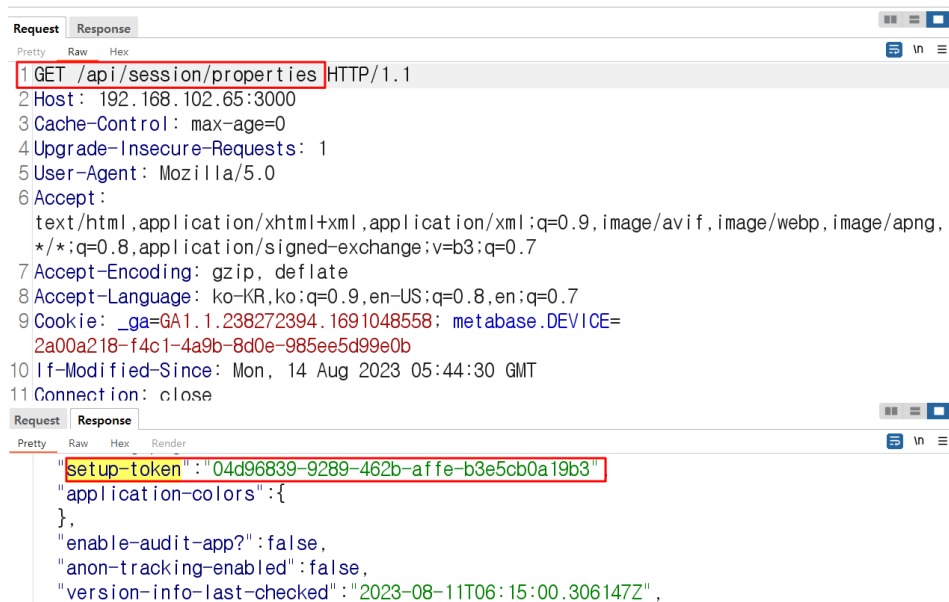 Request Response
Pretty Raw Hex \n
1 GET /api/session/properties HTTP/1.1
2 Host: 192.168.102.65:3000
3 Cache-Control: max-age=0
4 Upgrade-Insecure-Requests: 1
5 User-Agent: Mozilla/5.0
6 Accept:
text/html,application/xhtml+xml,application/xml;q=0.9,image/avif,image/webp,image/apng,
*/*;q=0.8,application/signed-exchange;v=b3;q=0.7
7 Accept-Encoding: gzip, deflate
8 Accept-Language: ko-KR,ko;q=0.9,en-US;q=0.8,en;q=0.7
9 Cookie: _ga=GA1.1.238272394.1691048558; metabase.DEVICE=
2a00a218-f4c1-4a9b-8d0e-985ee5d99e0b
10 If-Modified-Since: Mon, 14 Aug 2023 05:44:30 GMT
11 Connection: close
Request Response
Pretty Raw Hex Render \n
"setup-token":"04d96839-9289-462b-affe-b3e5cb0a19b3",
"application-colors":{
},
"enable-audit-app?":false,
"anon-tracking-enabled":false,
"version-info-last-checked":"2023-08-11T06:15:00.306147Z",